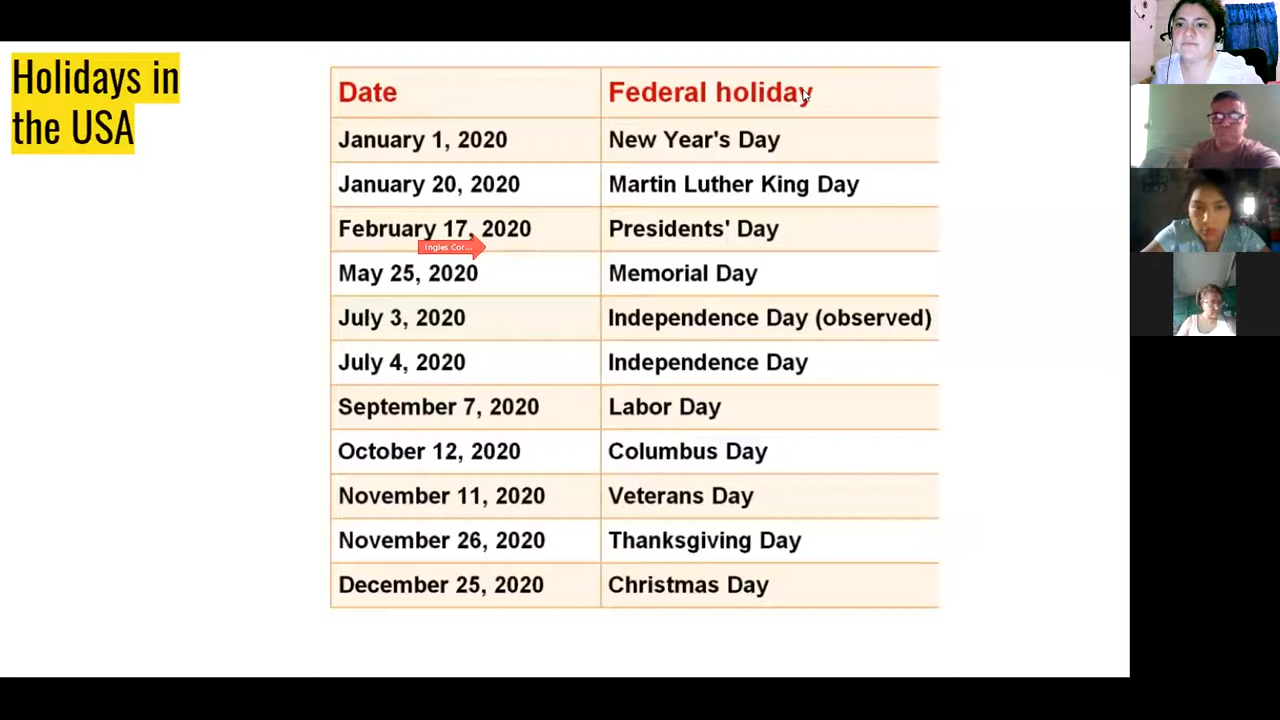 Holidays in
the USA
Date Federal holiday
January 1, 2020 New Year's Day
January 20, 2020 Martin Luther King Day
February 17, 2020 Presidents' Day
Ingles Cor...
May 25, 2020 Memorial Day
July 3, 2020 Independence Day (observed)
July 4, 2020 Independence Day
September 7, 2020 Labor Day
October 12, 2020 Columbus Day
November 11, 2020 Veterans Day
November 26, 2020 Thanksgiving Day
December 25, 2020 Christmas Day